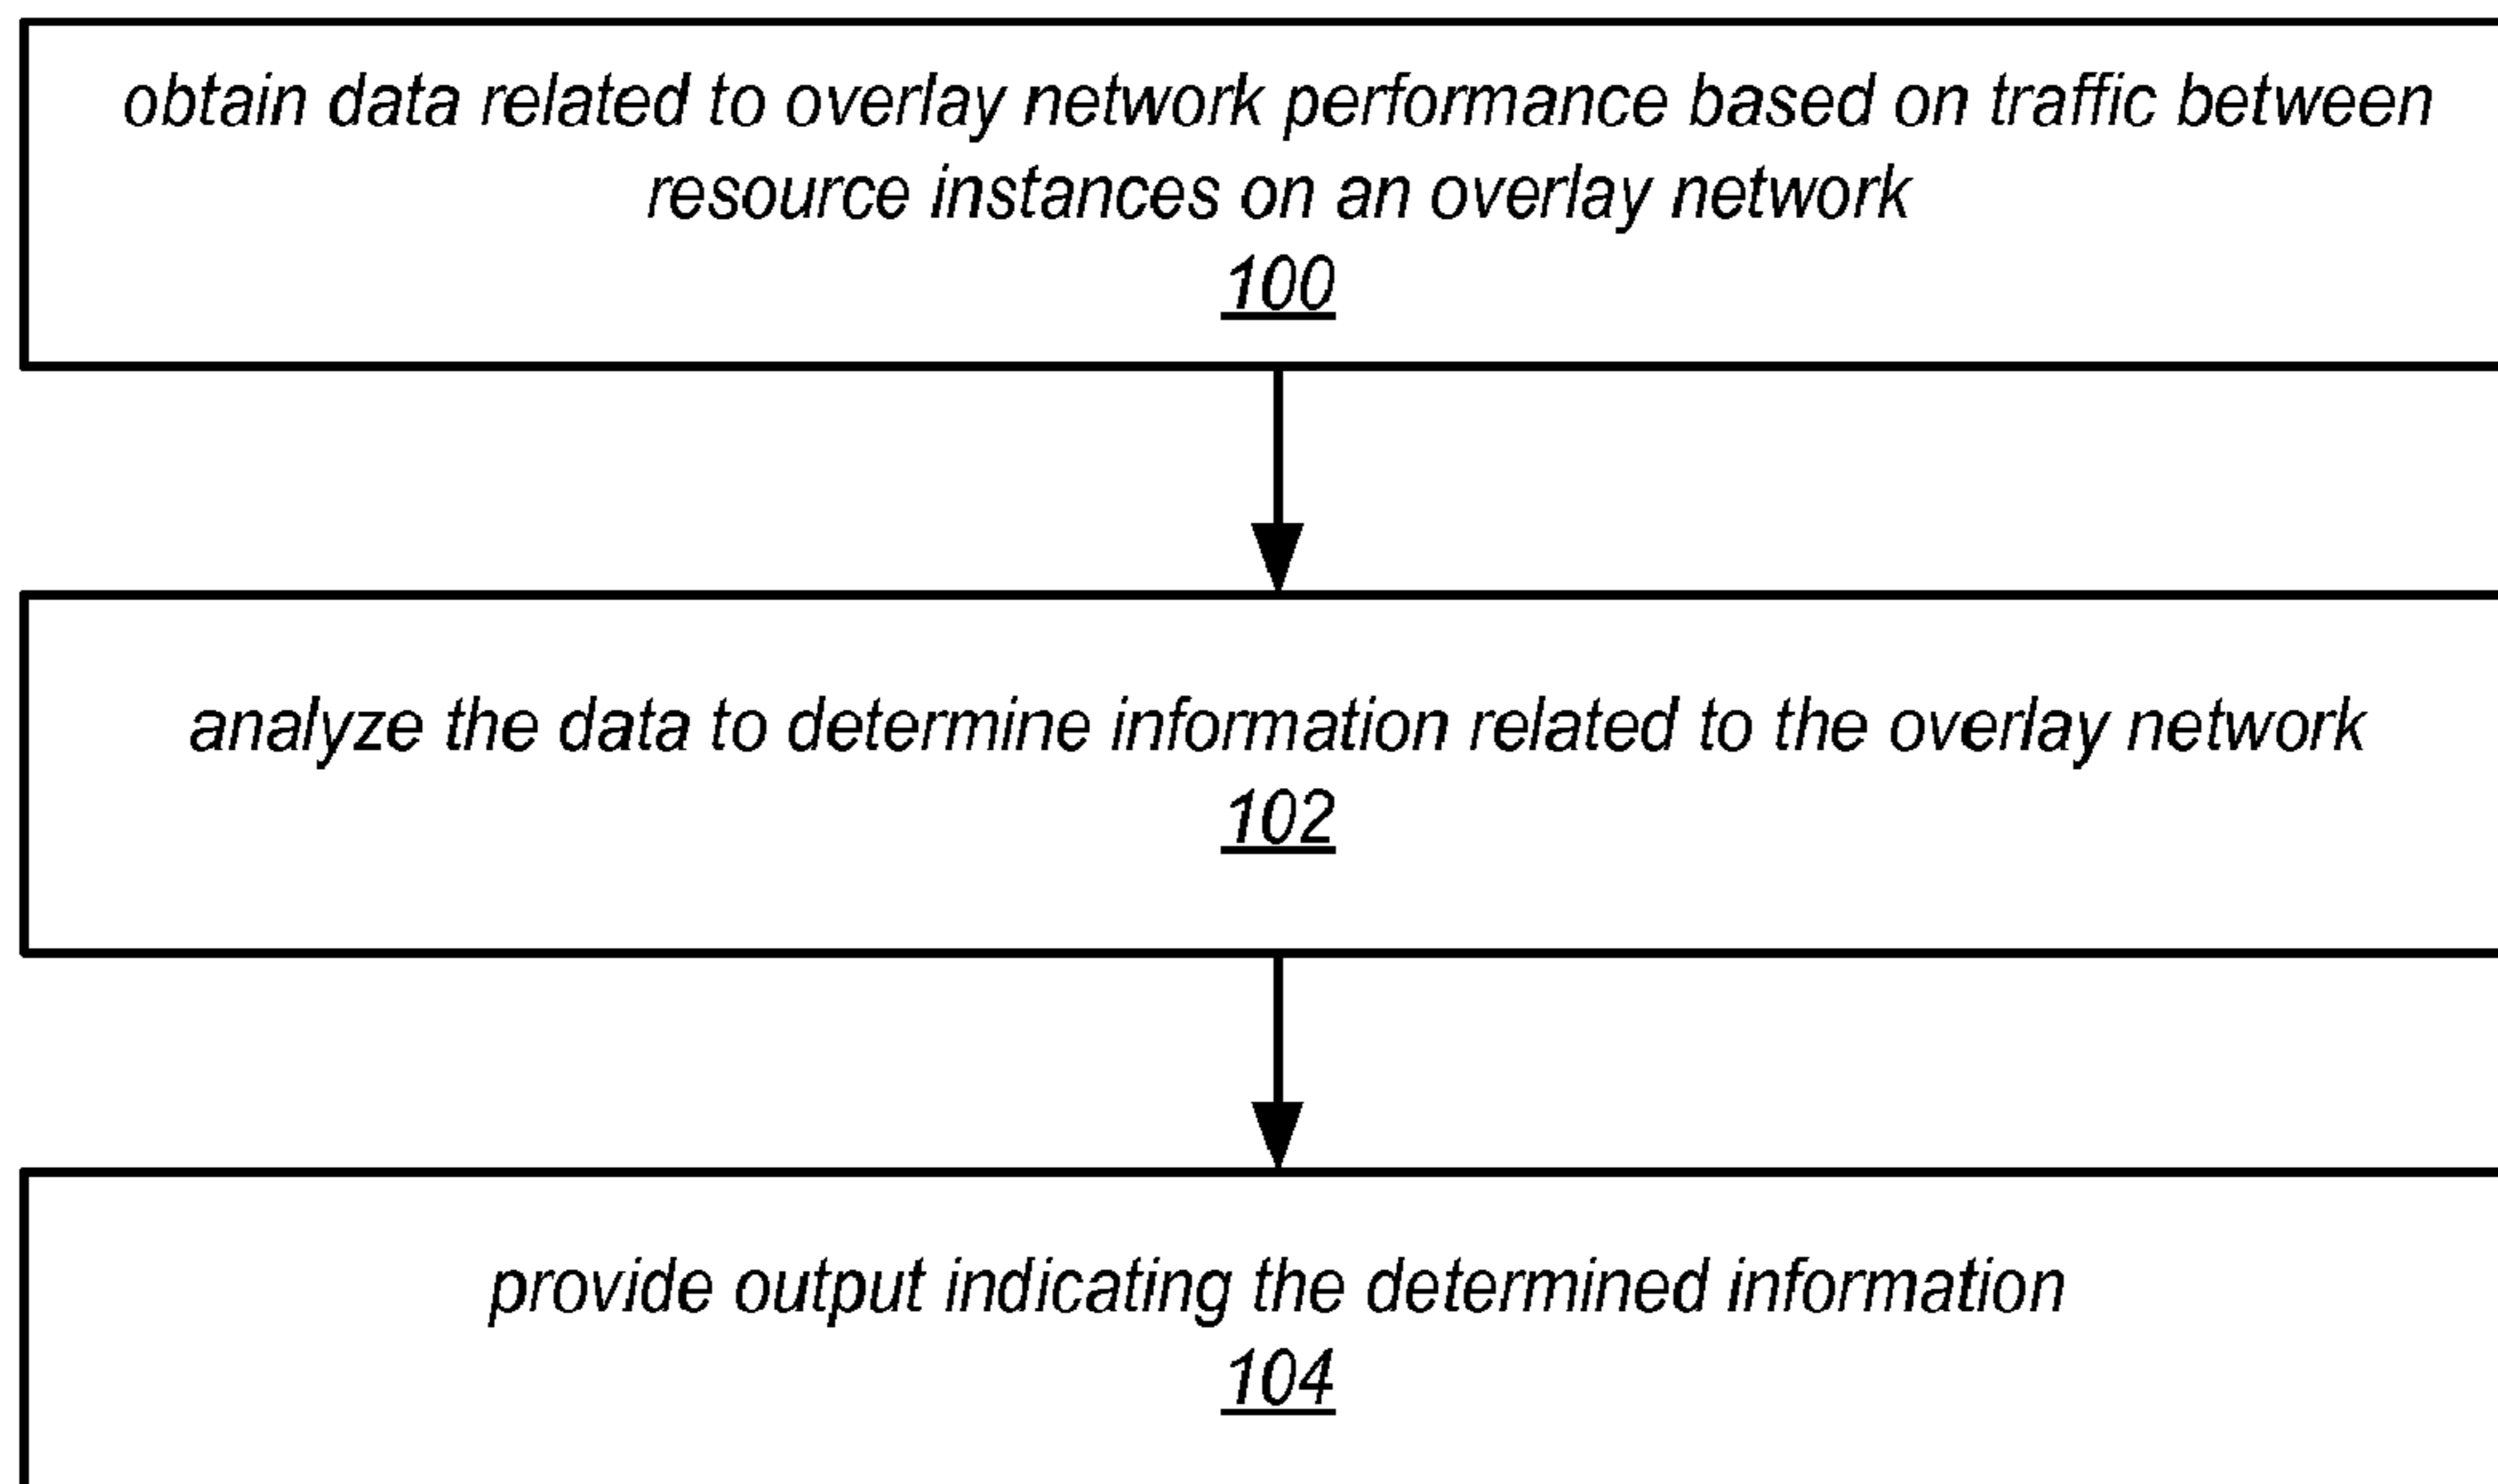 obtain data related to overlay network performance based on traffic between
resource instances on an overlay network
100
analyze the data to determine information related to the overlay network
102
provide output indicating the determined information
104